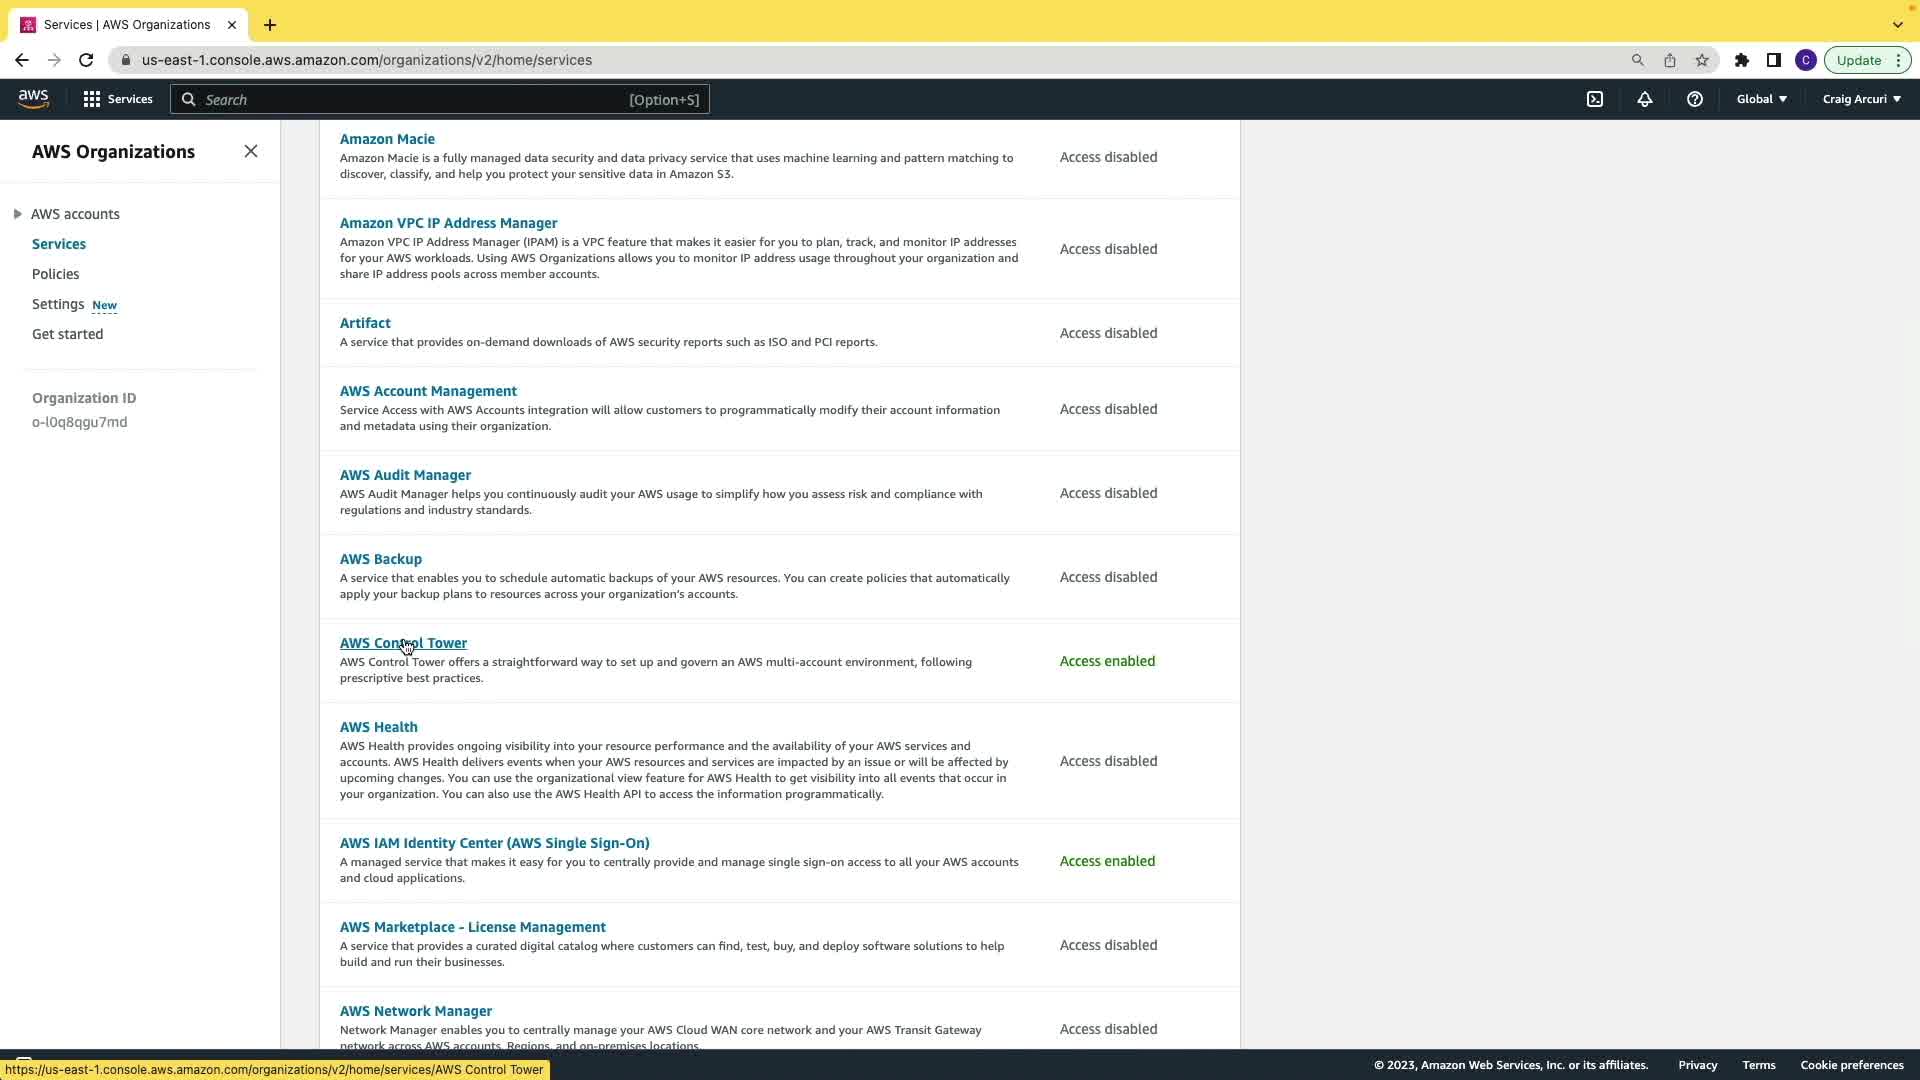 Services | AWS Organizations
us-east-1.console.aws.amazon.com/organizations/v2/home/services
C
Update
aws
Services
Search
[Option+S]
Global
Craig Arcuri
AWS Organizations
AWS accounts
Services
Policies
Settings New
Get started
Organization ID
o-l0q8qgu7md
Amazon Macie
Amazon Macie is a fully managed data security and data privacy service that uses machine learning and pattern matching to
discover, classify, and help you protect your sensitive data in Amazon S3.
Access disabled
Amazon VPC IP Address Manager
Amazon VPC IP Address Manager (IPAM) is a VPC feature that makes it easier for you to plan, track, and monitor IP addresses
for your AWS workloads. Using AWS Organizations allows you to monitor IP address usage throughout your organization and
share IP address pools across member accounts.
Access disabled
Artifact
A service that provides on-demand downloads of AWS security reports such as ISO and PCI reports.
Access disabled
AWS Account Management
Service Access with AWS Accounts integration will allow customers to programmatically modify their account information
and metadata using their organization.
Access disabled
AWS Audit Manager
AWS Audit Manager helps you continuously audit your AWS usage to simplify how you assess risk and compliance with
regulations and industry standards.
Access disabled
AWS Backup
A service that enables you to schedule automatic backups of your AWS resources. You can create policies that automatically
apply your backup plans to resources across your organization's accounts.
Access disabled
AWS Control Tower
AWS Control Tower offers a straightforward way to set up and govern an AWS multi-account environment, following
prescriptive best practices.
Access enabled
AWS Health
AWS Health provides ongoing visibility into your resource performance and the availability of your AWS services and
accounts. AWS Health delivers events when your AWS resources and services are impacted by an issue or will be affected by
upcoming changes. You can use the organizational view feature for AWS Health to get visibility into all events that occur in
your organization. You can also use the AWS Health API to access the information programmatically.
Access disabled
AWS IAM Identity Center (AWS Single Sign-On)
A managed service that makes it easy for you to centrally provide and manage single sign-on access to all your AWS accounts
and cloud applications.
Access enabled
AWS Marketplace - License Management
A service that provides a curated digital catalog where customers can find, test, buy, and deploy software solutions to help
build and run their businesses.
Access disabled
AWS Network Manager
Network Manager enables you to centrally manage your AWS Cloud WAN core network and your AWS Transit Gateway
network across AWS accounts, Regions, and on-premises locations.
Access disabled
https://us-east-1.console.aws.amazon.com/organizations/v2/home/services/AWS Control Tower
© 2023, Amazon Web Services, Inc. or its affiliates.
Privacy
Terms
Cookie preferences